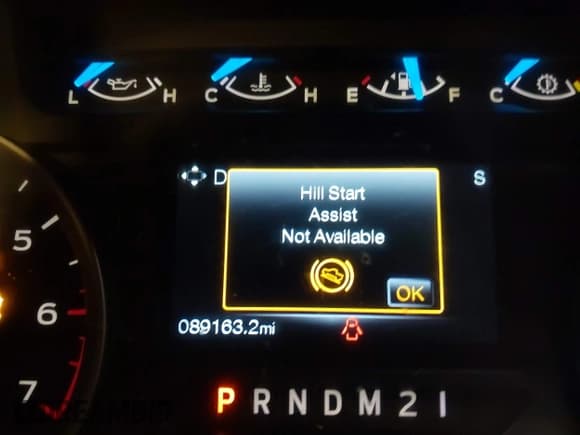 L H C H E F C
D S
Hill Start
Assist
Not Available
OK
5
089163.2mi
6
P R N D M 2 1
7